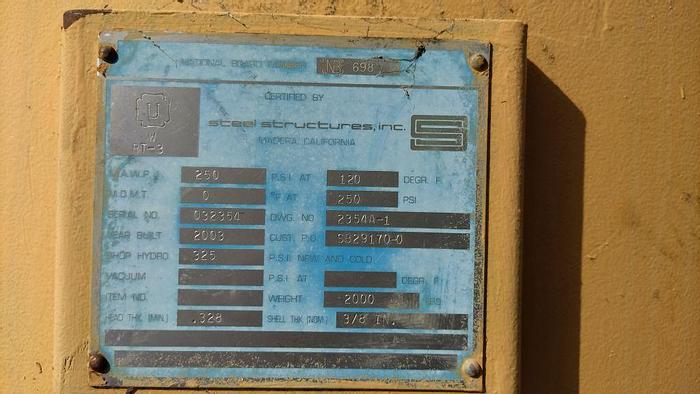 NATIONAL BOARD NUMBER NB 698
U
W
RT-3
CERTIFIED BY
steel structures, inc.
MADERA, CALIFORNIA
M.A.W.P. 250 P.S.I. AT 120 DEGR. F
M.D.M.T. 0 °F AT 250 PSI
SERIAL NO. 032354 DWG. NO. 2354A-1
YEAR BUILT 2003 CUST. P.O. SB29170-0
SHOP HYDRO 325 P.S.I. NEW AND COLD
VACUUM P.S.I. AT DEGR. F
ITEM NO. WEIGHT 2000
HEAD THK. (MIN.) .328 SHELL THK. (NOM.) 3/8 IN.